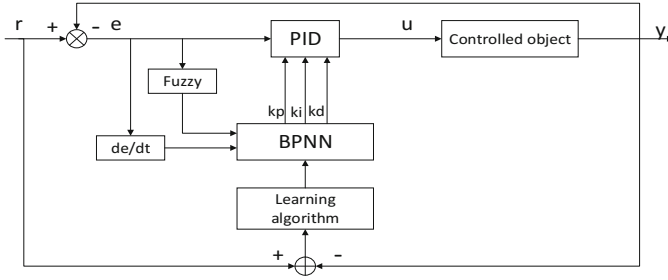 r + - e PID u Controlled object y
Fuzzy
kp ki kd
de/dt BPNN
Learning
algorithm
+ -